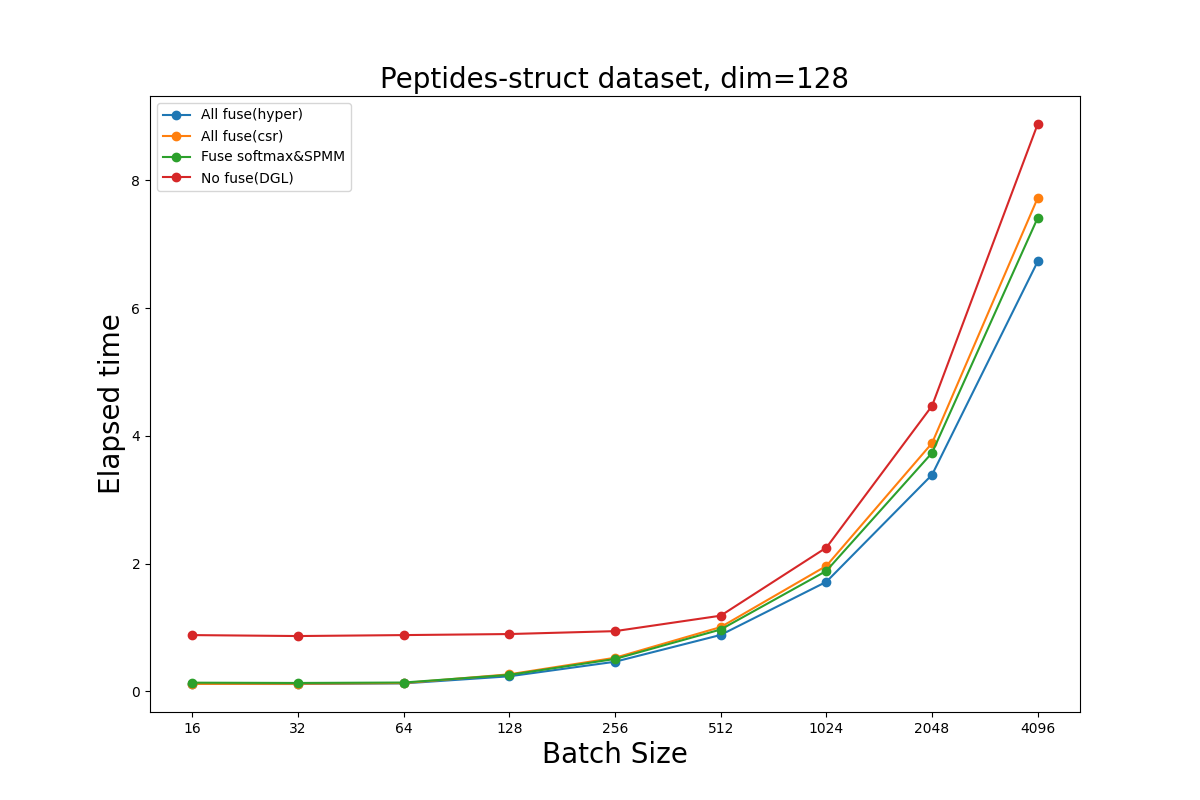 Peptides-struct dataset, dim=128
All fuse(hyper)
All fuse(csr)
Fuse softmax&SPMM
No fuse(DGL)
8
6
4
2
0
Elapsed time
16 32 64 128 256 512 1024 2048 4096
Batch Size